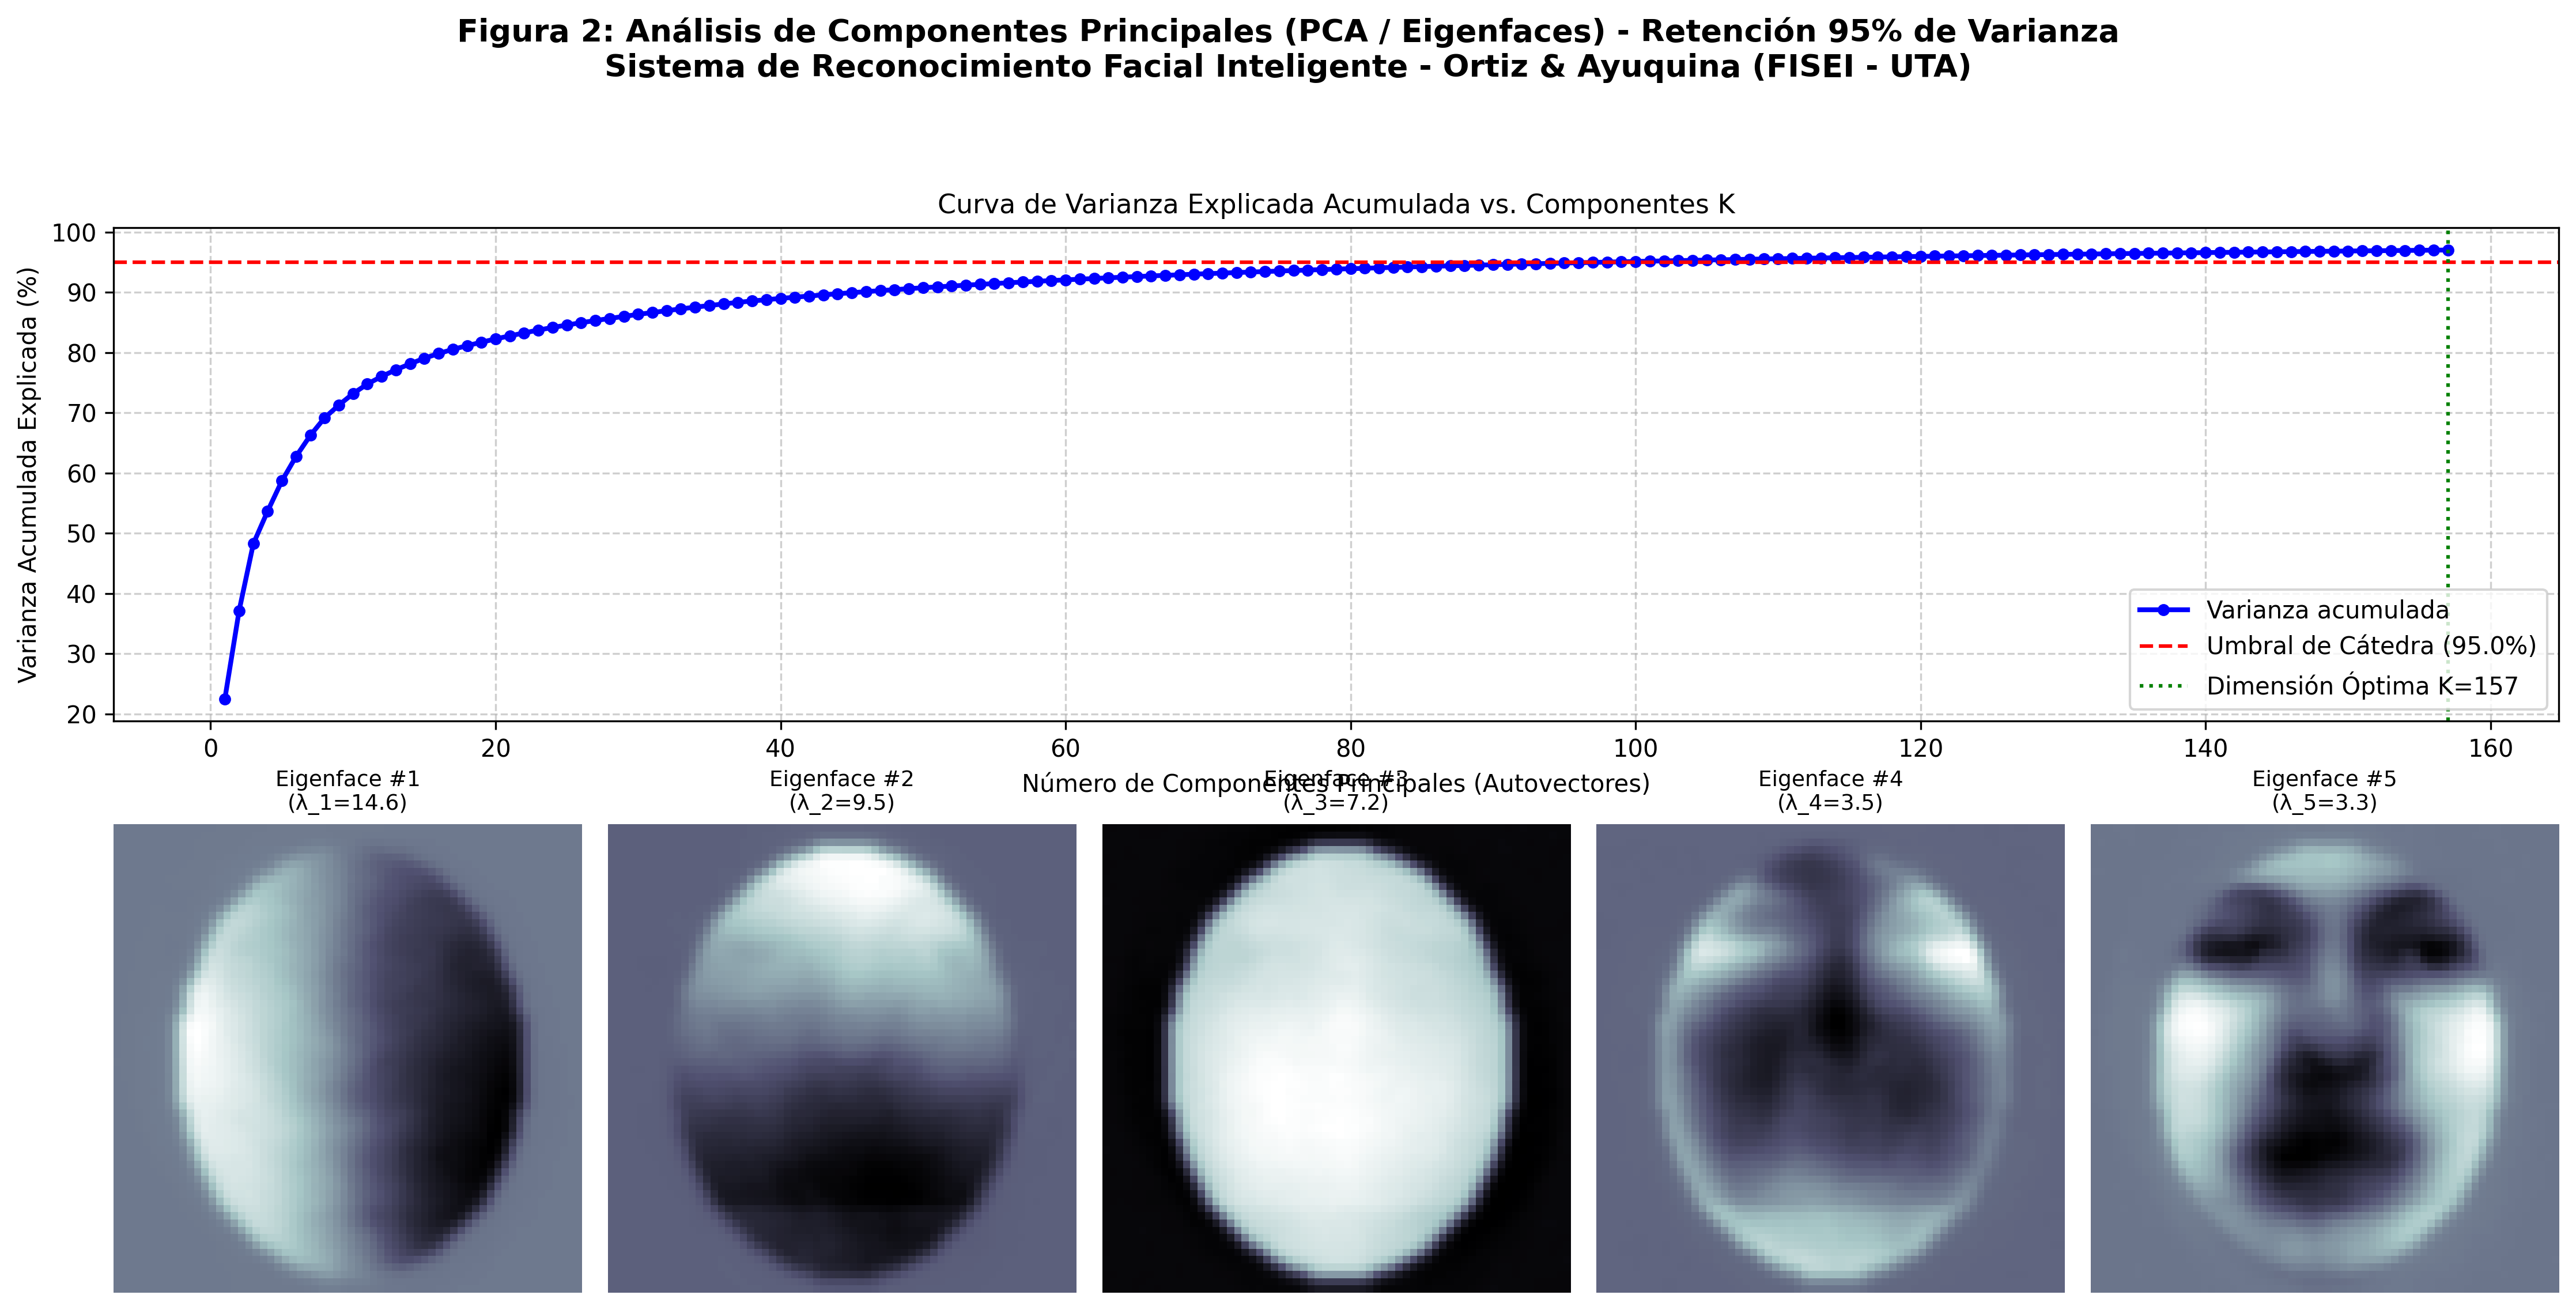 Figura 2: Análisis de Componentes Principales (PCA / Eigenfaces) - Retención 95% de Varianza
Sistema de Reconocimiento Facial Inteligente - Ortiz & Ayuquina (FISEI - UTA)
Curva de Varianza Explicada Acumulada vs. Componentes K
Varianza Acumulada Explicada (%)
100
90
80
70
60
50
40
30
20
Varianza acumulada
Umbral de Cátedra (95.0%)
Dimensión Óptima K=157
0 20 40 60 80 100 120 140 160
Número de Componentes Principales (Autovectores)
Eigenface #1
(λ_1=14.6)
Eigenface #2
(λ_2=9.5)
Eigenface #3
(λ_3=7.2)
Eigenface #4
(λ_4=3.5)
Eigenface #5
(λ_5=3.3)